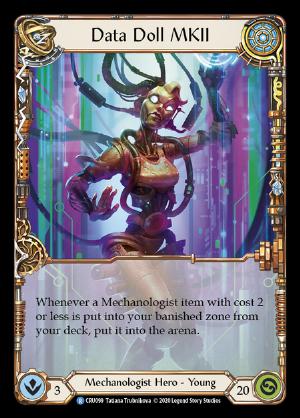 Data Doll MKII
Whenever a Mechanologist item with cost 2
or less is put into your banished zone from
your deck, put it into the arena.
3
Mechanologist Hero - Young
20
R CRU099 Tatiana Trubnikova © 2020 Legend Story Studios